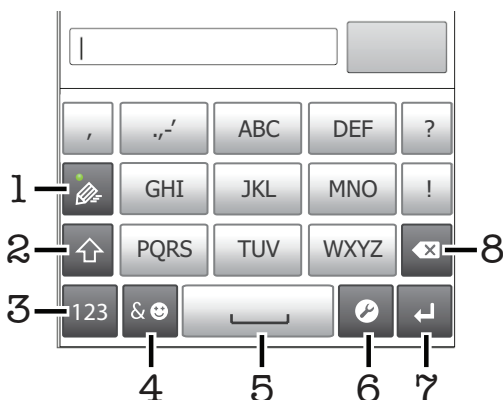 , .,-′ ABC DEF ?
1 GHI JKL MNO !
2 PQRS TUV WXYZ 8
3 123 &
4 5 6 7